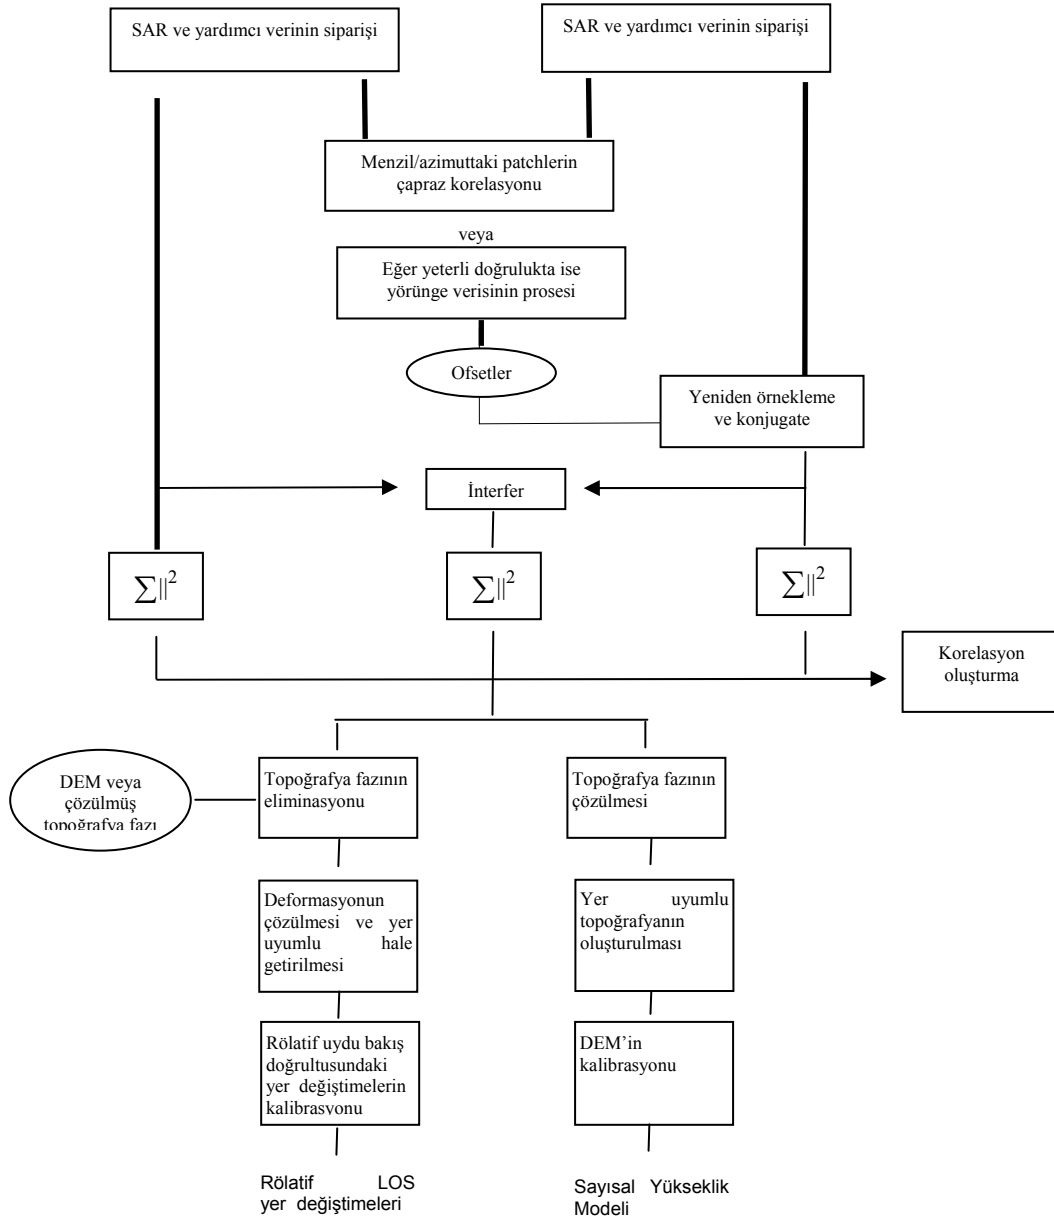 SAR ve yardımcı verinin siparişi
SAR ve yardımcı verinin siparişi
Menzil/azimuttaki patchlerin
çapraz korelasyonu
veya
Eğer yeterli doğrulukta ise
yörünge verisinin prosesi
Ofsetler
Yeniden örnekleme
ve konjugate
İnterfer
∑||²
∑||²
∑||²
Korelasyon
oluşturma
DEM veya
çözülmüş
topoğrafya fazı
Topoğrafya fazının
eliminasyonu
Topoğrafya fazının
çözülmesi
Deformasyonun
çözülmesi ve yer
uyumlu hale
getirilmesi
Yer uyumlu
topoğrafyanın
oluşturulması
Rölatif uydu bakış
doğrultusundaki
yer değiştimelerin
kalibrasyonu
DEM’in
kalibrasyonu
Rölatif LOS
yer değiştimeleri
Sayısal Yükseklik
Modeli